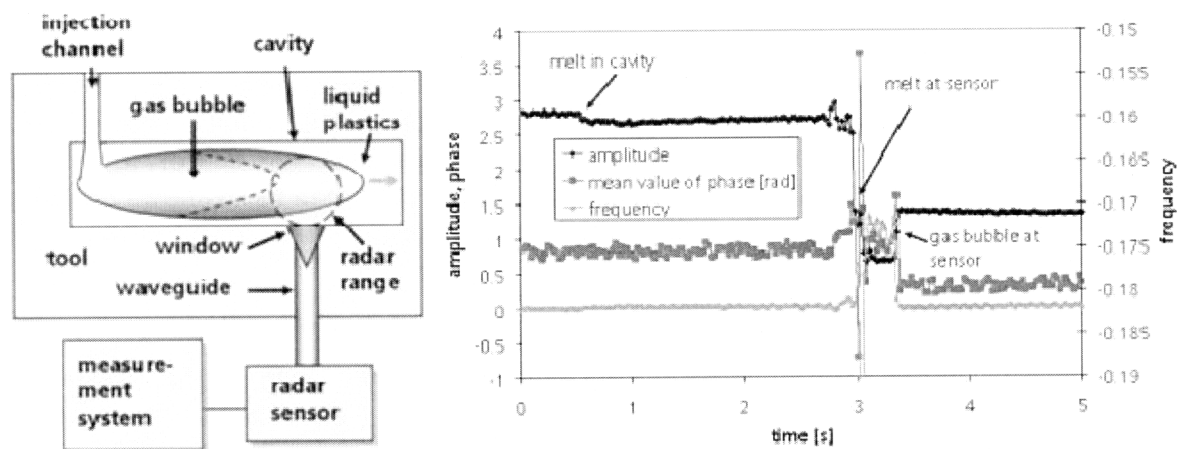 injection
channel
cavity
gas bubble
liquid
plastics
window
tool
radar
range
waveguide
measure-
ment
system
radar
sensor
4
3.5
3
2.5
2
1.5
1
0.5
0
-0.5
-1
amplitude, phase
melt in cavity
melt at sensor
amplitude
mean value of phase [rad]
frequency
gas bubble at
sensor
-0.15
-0.155
-0.16
-0.165
-0.17
-0.175
-0.18
-0.185
-0.19
frequency
0
1
2
3
4
5
time [s]